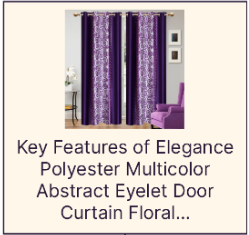 Key Features of Elegance
Polyester Multicolor
Abstract Eyelet Door
Curtain Floral...